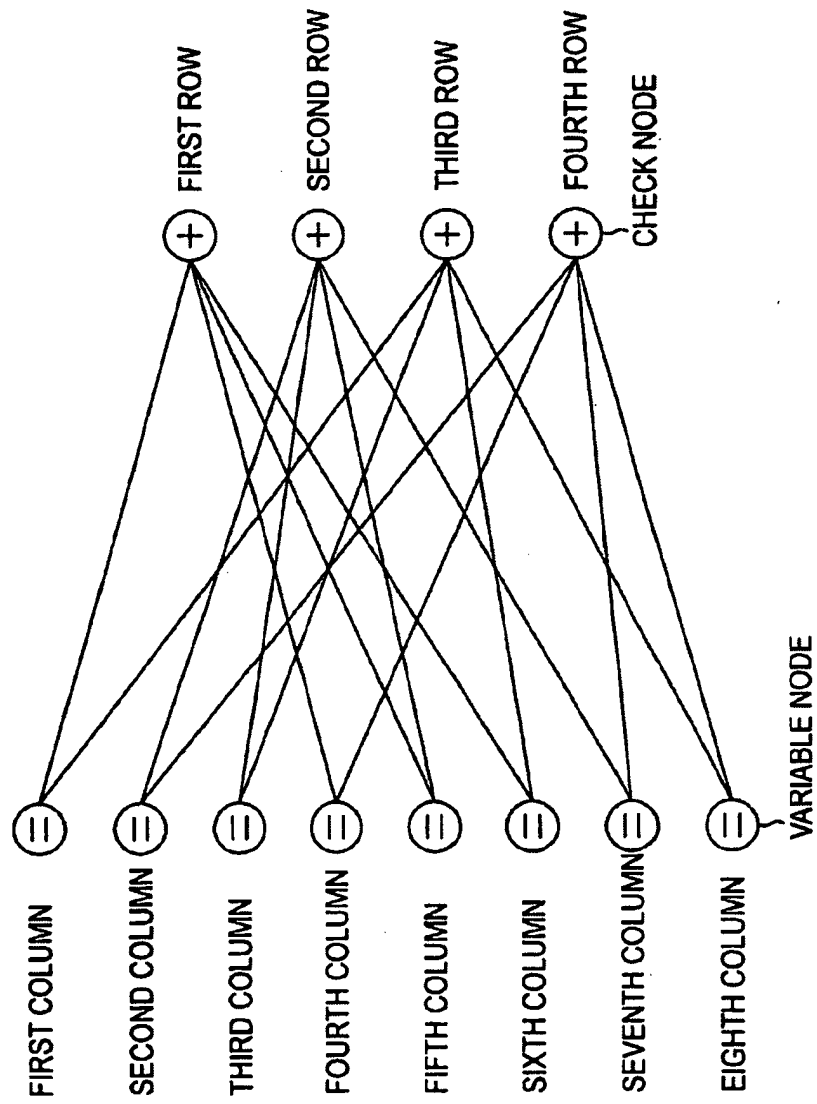 FIRST COLUMN
SECOND COLUMN
THIRD COLUMN
FOURTH COLUMN
FIFTH COLUMN
SIXTH COLUMN
SEVENTH COLUMN
EIGHTH COLUMN
VARIABLE NODE
FIRST ROW
SECOND ROW
THIRD ROW
FOURTH ROW
CHECK NODE